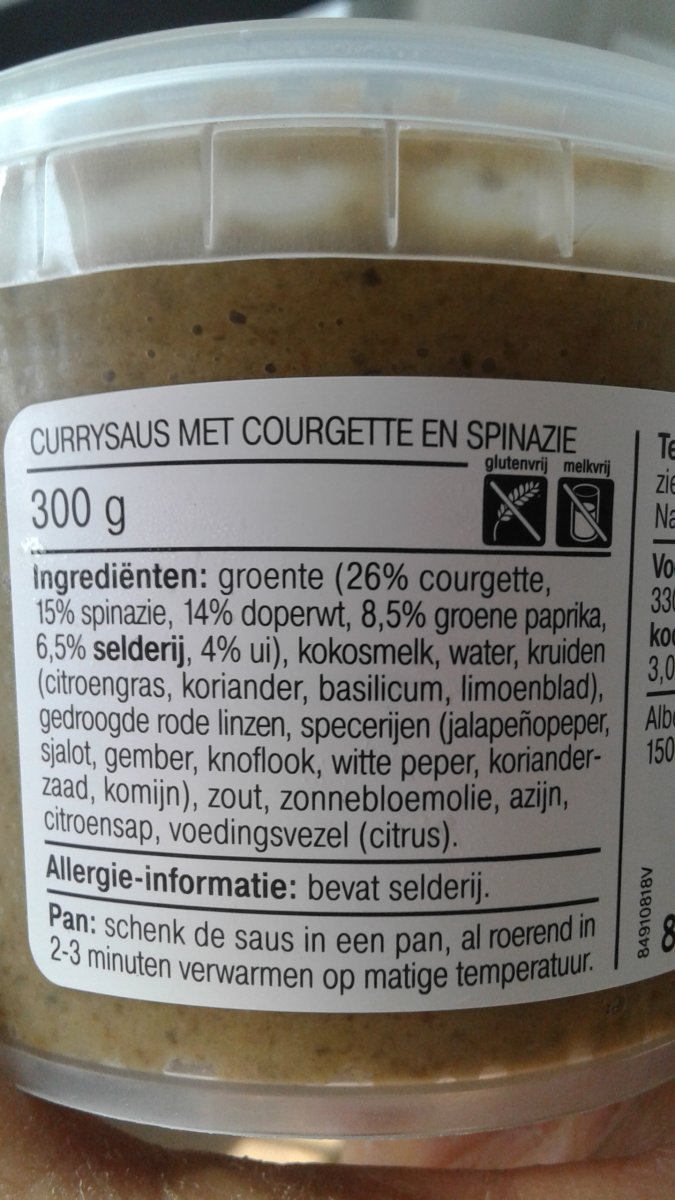 CURRYSAUS MET COURGETTE EN SPINAZIE
glutenvrij melkvrij
300 g
Ingrediënten: groente (26% courgette,
15% spinazie, 14% doperwt, 8,5% groene paprika,
6,5% selderij, 4% ui), kokosmelk, water, kruiden
(citroengras, koriander, basilicum, limoenblad),
gedroogde rode linzen, specerijen (jalapeñopeper,
sjalot, gember, knoflook, witte peper, koriander-
zaad, komijn), zout, zonnebloemolie, azijn,
citroensap, voedingsvezel (citrus).
Allergie-informatie: bevat selderij.
Pan: schenk de saus in een pan, al roerend in
2-3 minuten verwarmen op matige temperatuur.
84910818V